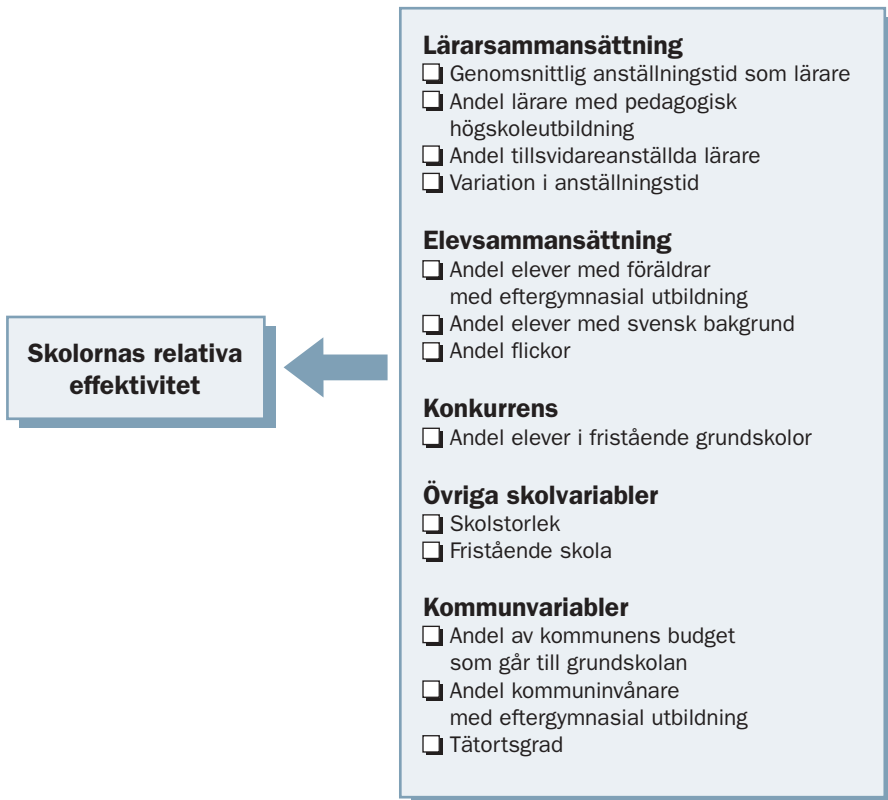 Skolornas relativa
effektivitet
Lärarsammansättning
Genomsnittlig anställningstid som lärare
Andel lärare med pedagogisk
högskoleutbildning
Andel tillsvidareanställda lärare
Variation i anställningstid
Elevsammansättning
Andel elever med föräldrar
med eftergymnasial utbildning
Andel elever med svensk bakgrund
Andel flickor
Konkurrens
Andel elever i fristående grundskolor
Övriga skolvariabler
Skolstorlek
Fristående skola
Kommunvariabler
Andel av kommunens budget
som går till grundskolan
Andel kommuninvånare
med eftergymnasial utbildning
Tätortsgrad